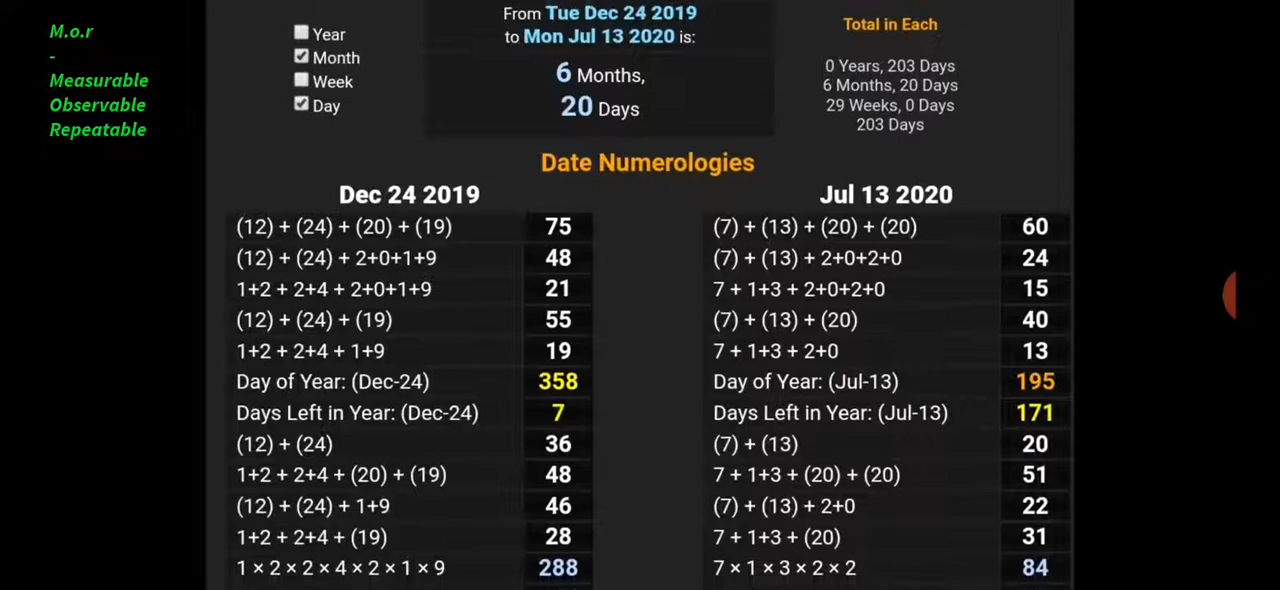 M.o.r
-
Measurable
Observable
Repeatable
Year
Month
Week
Day
From Tue Dec 24 2019
to Mon Jul 13 2020 is:
6 Months,
20 Days
Total in Each
0 Years, 203 Days
6 Months, 20 Days
29 Weeks, 0 Days
203 Days
Date Numerologies
Dec 24 2019
(12) + (24) + (20) + (19) 75
(12) + (24) + 2+0+1+9 48
1+2 + 2+4 + 2+0+1+9 21
(12) + (24) + (19) 55
1+2 + 2+4 + 1+9 19
Day of Year: (Dec-24) 358
Days Left in Year: (Dec-24) 7
(12) + (24) 36
1+2 + 2+4 + (20) + (19) 48
(12) + (24) + 1+9 46
1+2 + 2+4 + (19) 28
1 × 2 × 2 × 4 × 2 × 1 × 9 288
Jul 13 2020
(7) + (13) + (20) + (20) 60
(7) + (13) + 2+0+2+0 24
7 + 1+3 + 2+0+2+0 15
(7) + (13) + (20) 40
7 + 1+3 + 2+0 13
Day of Year: (Jul-13) 195
Days Left in Year: (Jul-13) 171
(7) + (13) 20
7 + 1+3 + (20) + (20) 51
(7) + (13) + 2+0 22
7 + 1+3 + (20) 31
7 × 1 × 3 × 2 × 2 84